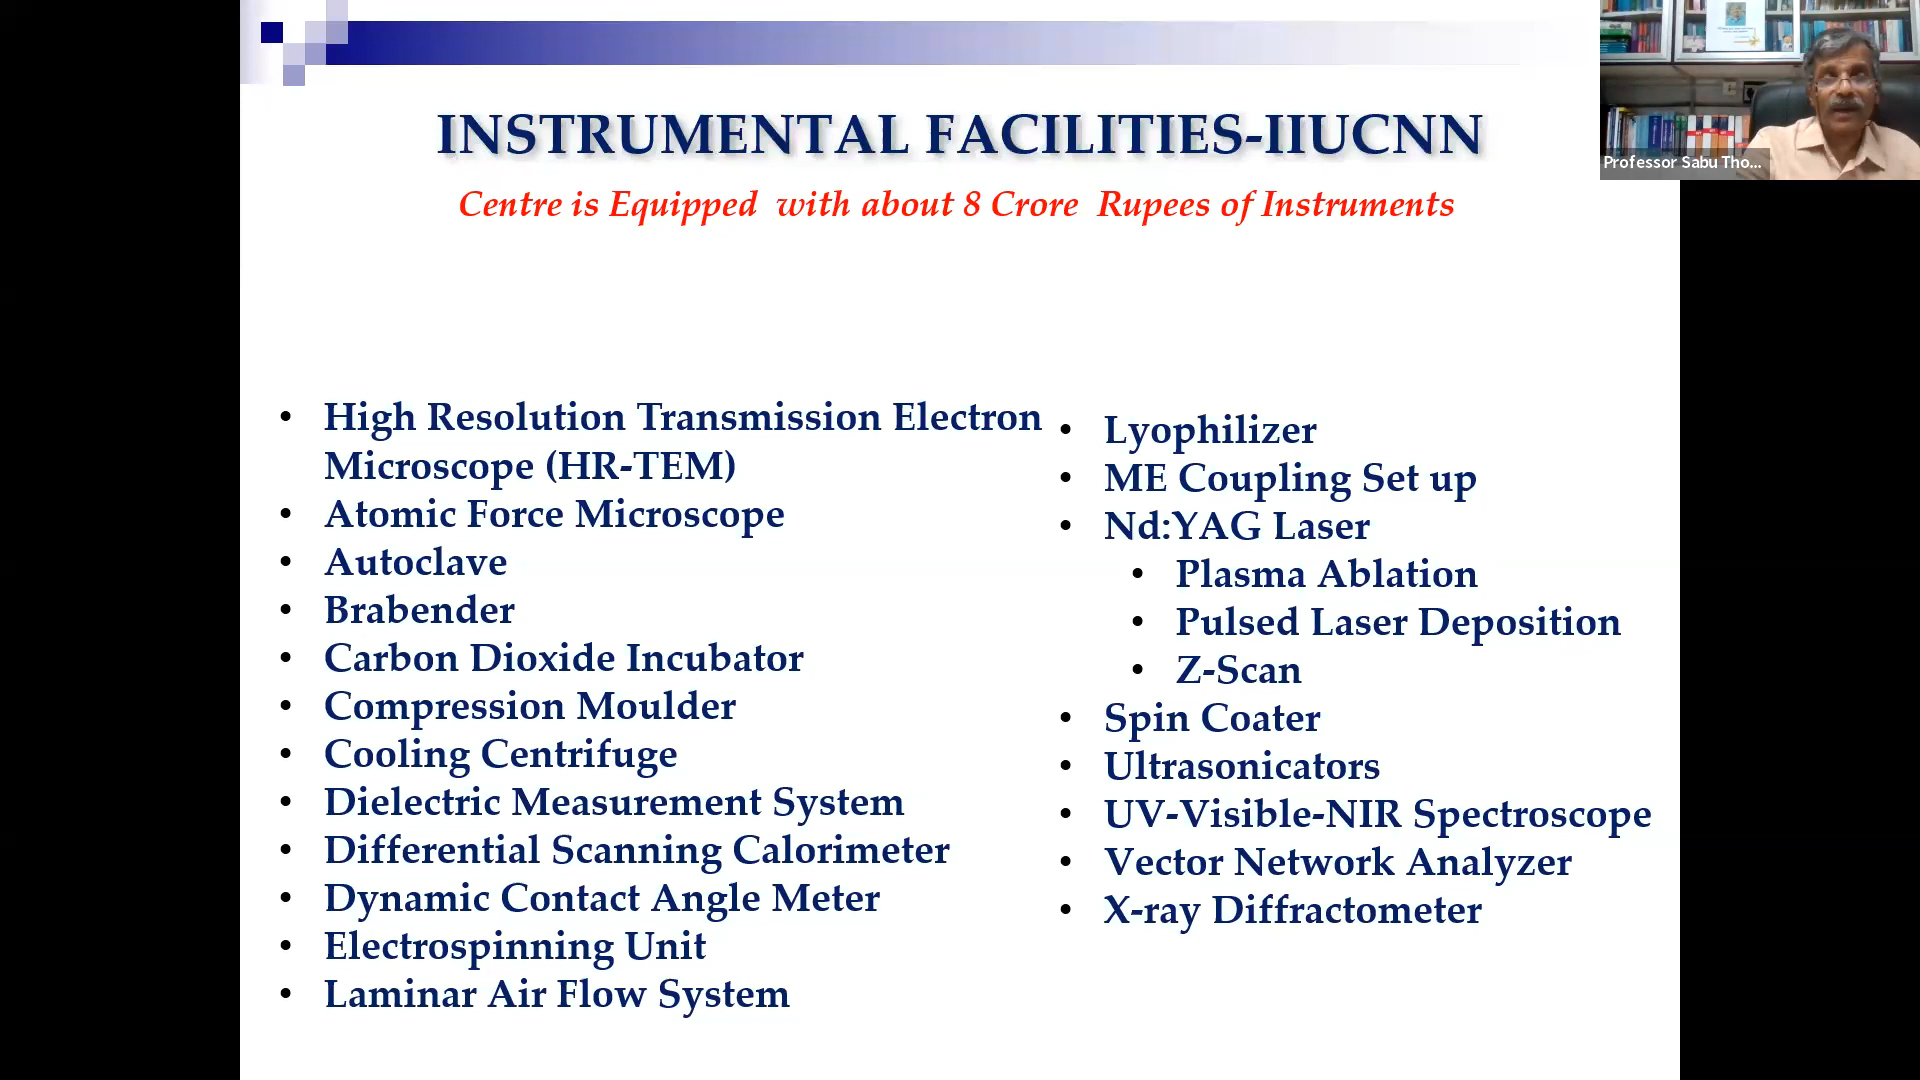 INSTRUMENTAL FACILITIES-IIUCNN
Centre is Equipped with about 8 Crore Rupees of Instruments
• High Resolution Transmission Electron
Microscope (HR-TEM)
• Atomic Force Microscope
• Autoclave
• Brabender
• Carbon Dioxide Incubator
• Compression Moulder
• Cooling Centrifuge
• Dielectric Measurement System
• Differential Scanning Calorimeter
• Dynamic Contact Angle Meter
• Electrospinning Unit
• Laminar Air Flow System
• Lyophilizer
• ME Coupling Set up
• Nd:YAG Laser
• Plasma Ablation
• Pulsed Laser Deposition
• Z-Scan
• Spin Coater
• Ultrasonicators
• UV-Visible-NIR Spectroscope
• Vector Network Analyzer
• X-ray Diffractometer
Professor Sabu Tho...